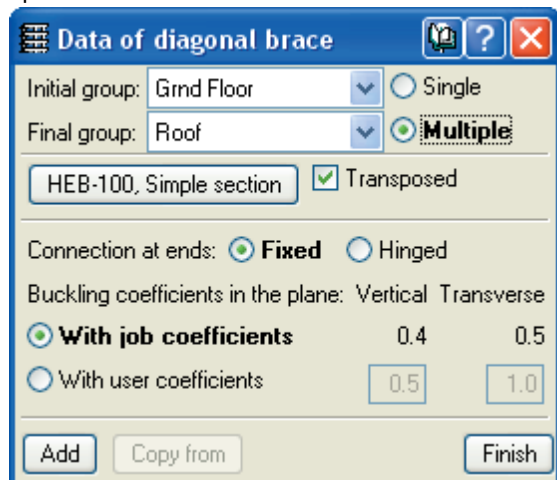 Data of diagonal brace ?
Initial group: Grnd Floor Single
Final group: Roof Multiple
HEB-100, Simple section Transposed
Connection at ends: Fixed Hinged
Buckling coefficients in the plane: Vertical Transverse
With job coefficients 0.4 0.5
With user coefficients 0.5 1.0
Add Copy from Finish